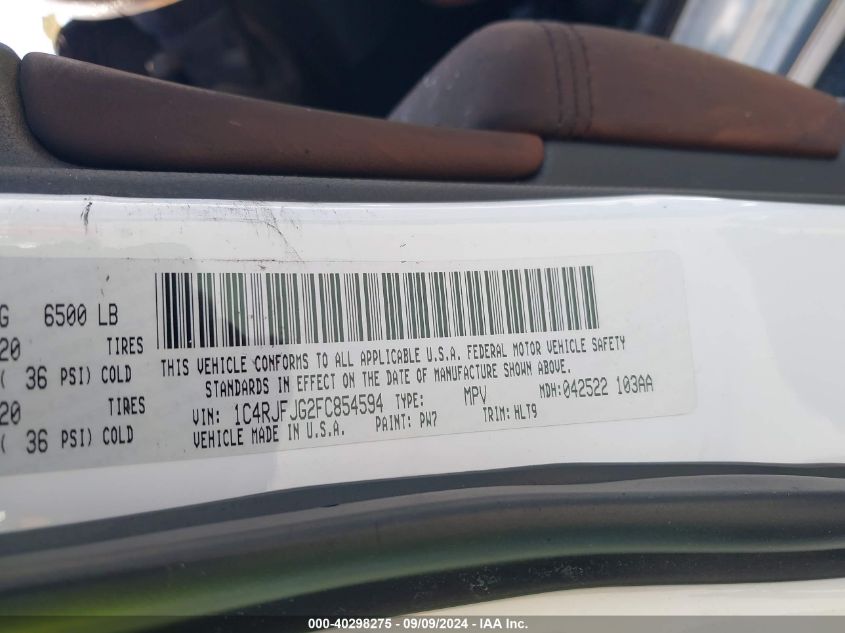 G 6500 LB
20 TIRES
( 36 PSI) COLD
20 TIRES
( 36 PSI) COLD
THIS VEHICLE CONFORMS TO ALL APPLICABLE U.S.A. FEDERAL MOTOR VEHICLE SAFETY
STANDARDS IN EFFECT ON THE DATE OF MANUFACTURE SHOWN ABOVE.
VIN: 1C4RJFJG2FC854594 TYPE: MPV MDH:042522 103AA
VEHICLE MADE IN U.S.A. PAINT: PW7 TRIM: HLT9
000-40298275 - 09/09/2024 - IAA Inc.